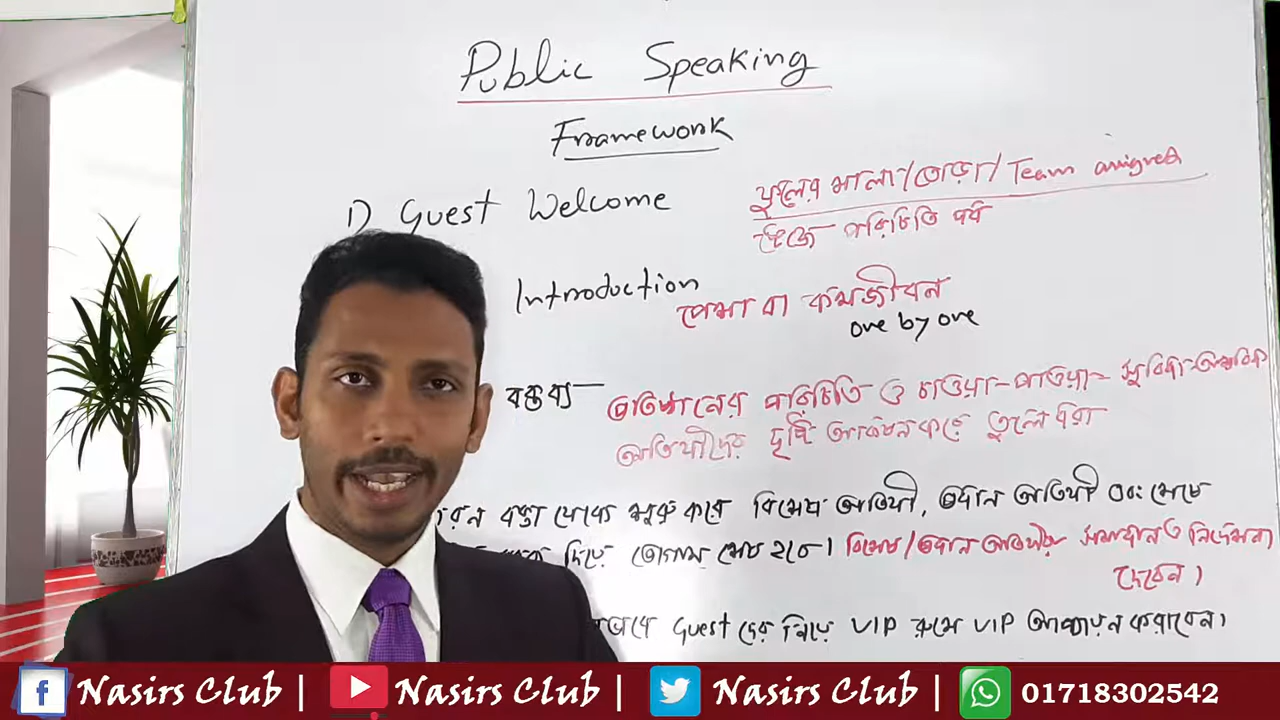 Public Speaking
Framework
1) Guest Welcome
ফুলের মালা/তোড়া/Team assigned
স্টেজে পরিচিতি পর্ব
Introduction
পেশা বা কর্মজীবন
one by one
বক্তব্য — প্রতিষ্ঠানের পরিচিতি ও চাওয়া-পাওয়া- সুবিধা-অসুবিধা
অতিথীদের দৃষ্টি আকর্ষন করে তুলে ধরা
বক্তা থেকে শুরু করে বিশেষ অতিথী, প্রধান অতিথী এবং শেষে
দিয়ে প্রোগ্রাম শেষ হবে। বিশেষ/প্রধান অতিথীরা সমাধান ও নির্দেশনা
দেবেন।
Guest দের নিয়ে VIP রুমে VIP আপ্যায়ন করাবেন।
Nasirs Club | Nasirs Club | Nasirs Club | 01718302542